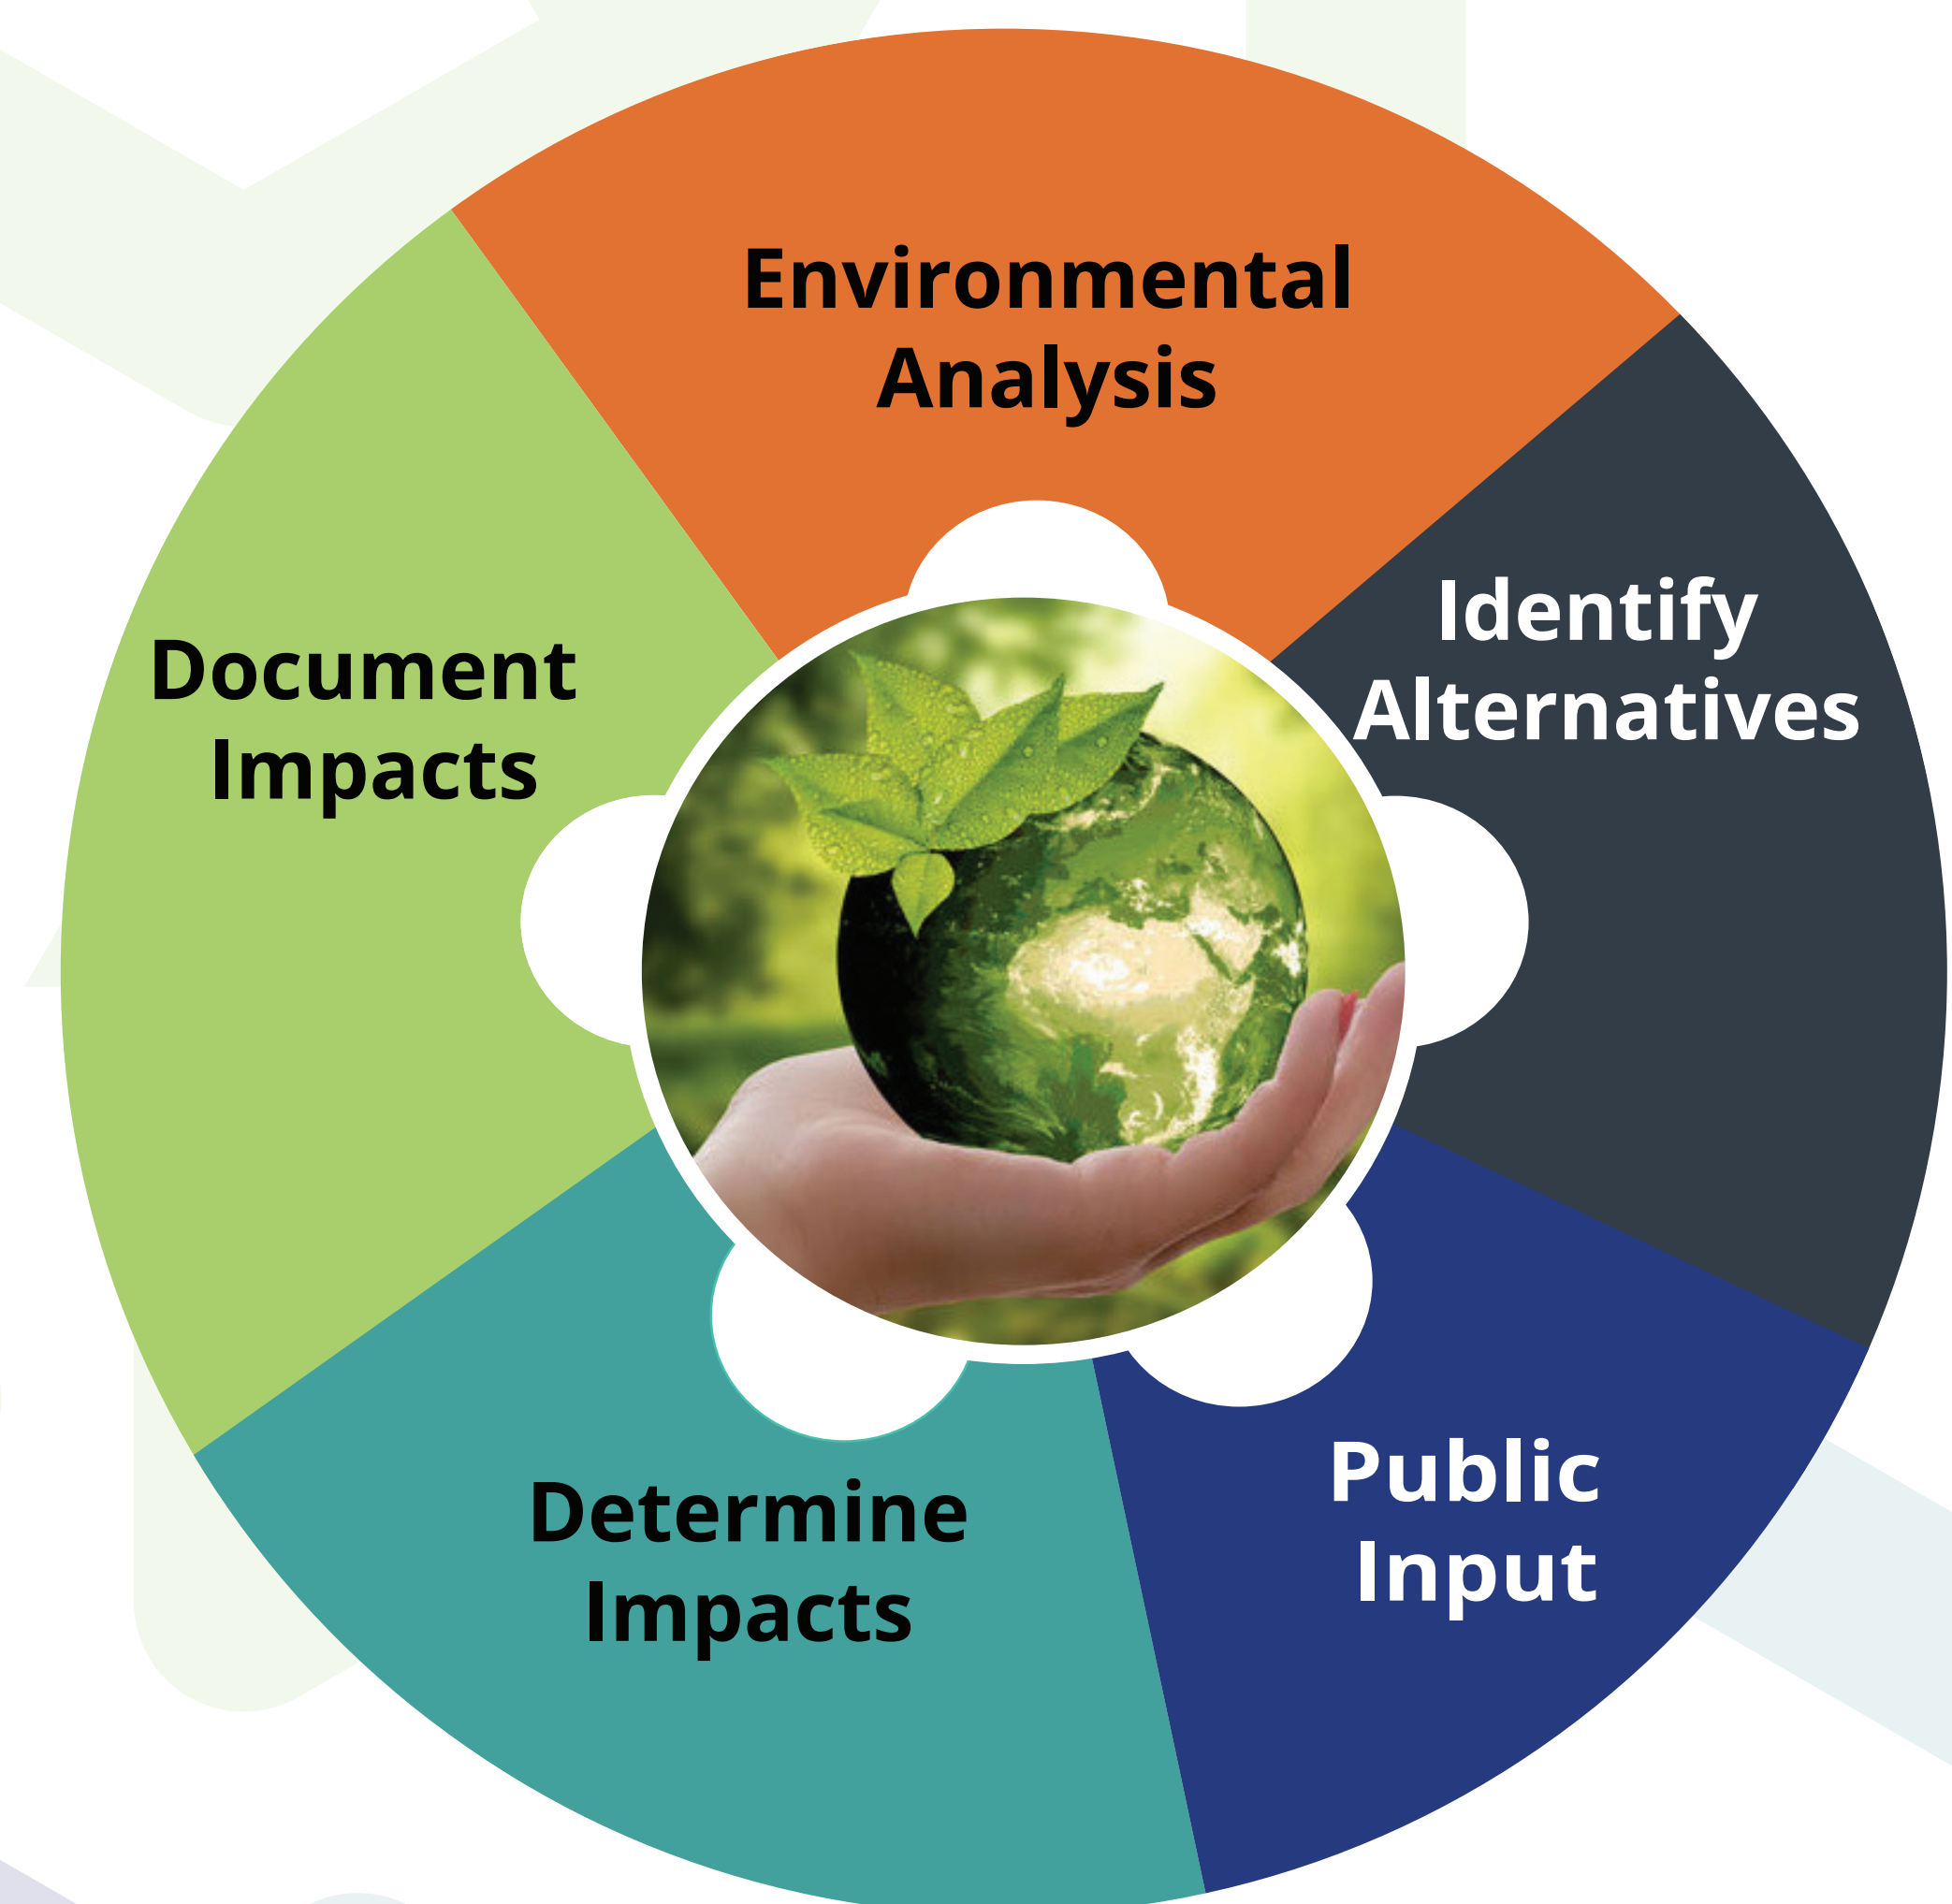 Environmental
Analysis
Identify
Alternatives
Public
Input
Determine
Impacts
Document
Impacts